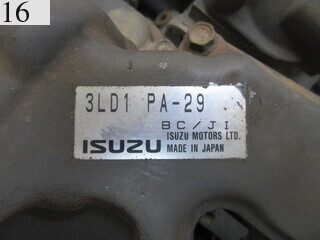 16
3LD1 PA-29
BC/JI
ISUZU MOTORS LTD.
ISUZU MADE IN JAPAN